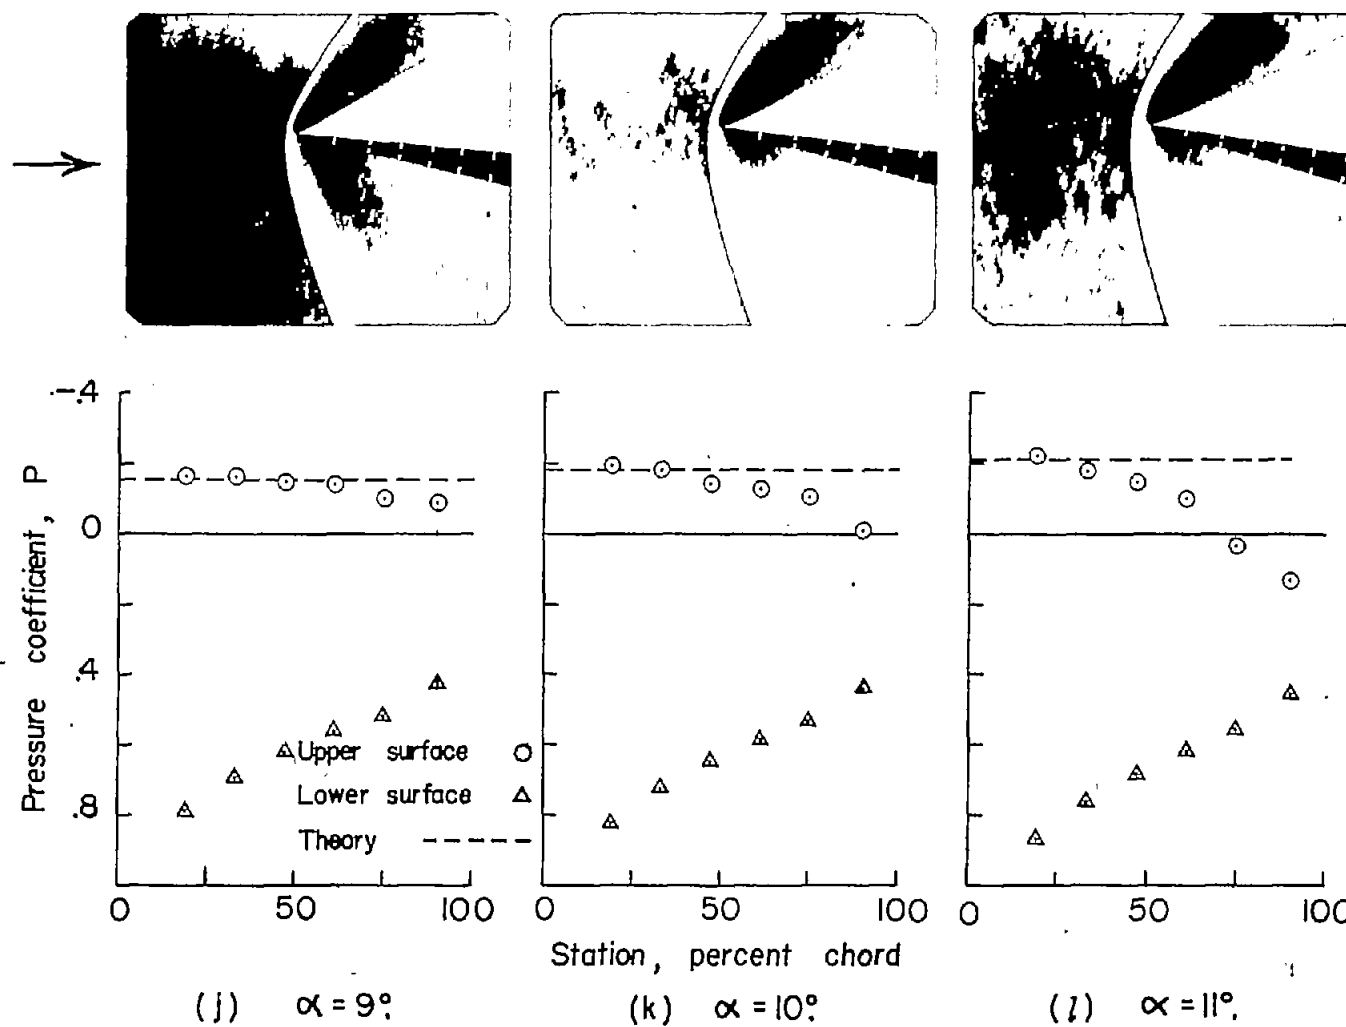 -.4
0
.4
.8
Pressure coefficient, P
Upper surface
Lower surface
Theory
0 50 100
0 50 100
0 50 100
Station, percent chord
(j) α = 9°.
(k) α = 10°.
(l) α = 11°.